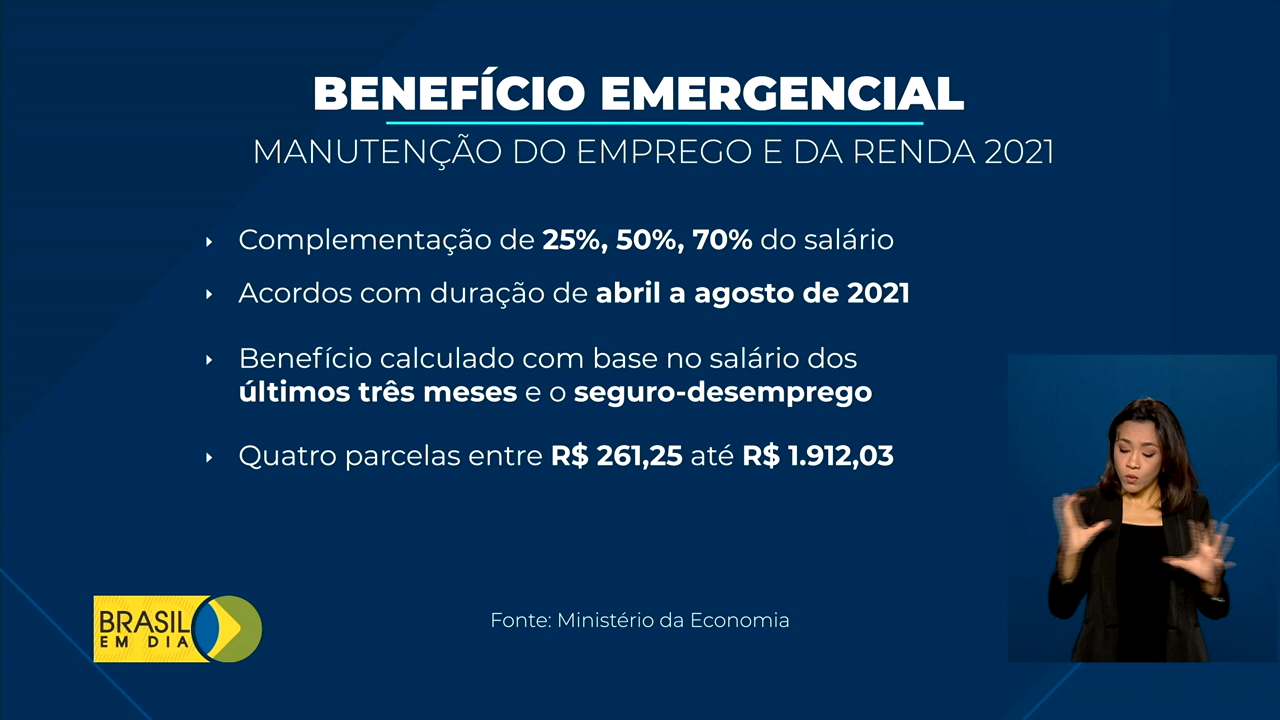 BENEFÍCIO EMERGENCIAL
MANUTENÇÃO DO EMPREGO E DA RENDA 2021
Complementação de 25%, 50%, 70% do salário
Acordos com duração de abril a agosto de 2021
Benefício calculado com base no salário dos
últimos três meses e o seguro-desemprego
Quatro parcelas entre R$ 261,25 até R$ 1.912,03
BRASIL
EM DIA
Fonte: Ministério da Economia